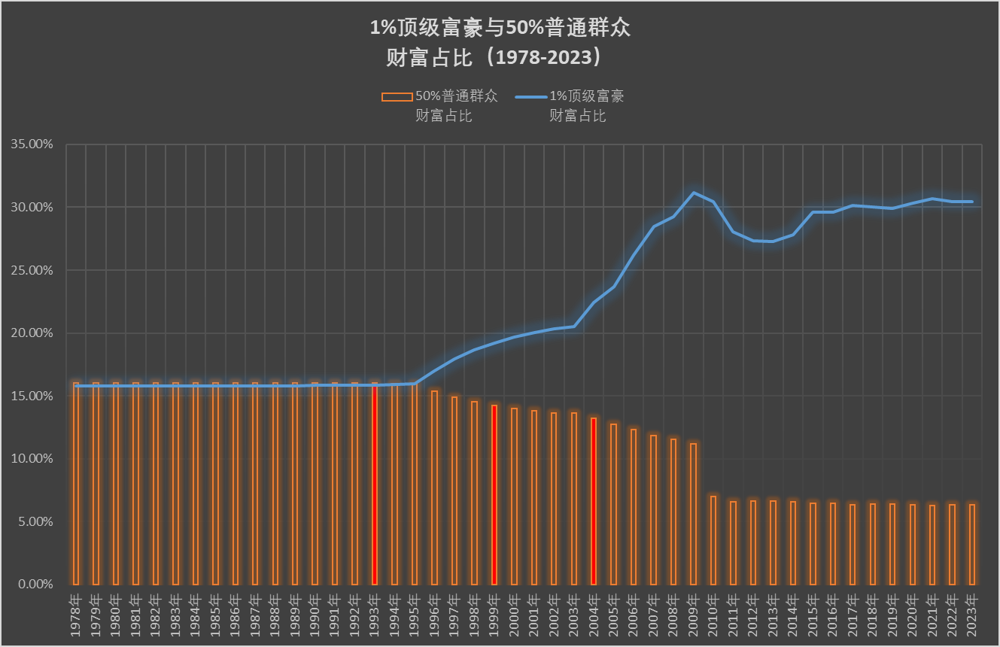 1%顶级富豪与50%普通群众
财富占比（1978-2023）
50%普通群众
财富占比
1%顶级富豪
财富占比
35.00%
30.00%
25.00%
20.00%
15.00%
10.00%
5.00%
0.00%
1978年
1979年
1980年
1981年
1982年
1983年
1984年
1985年
1986年
1987年
1988年
1989年
1990年
1991年
1992年
1993年
1994年
1995年
1996年
1997年
1998年
1999年
2000年
2001年
2002年
2003年
2004年
2005年
2006年
2007年
2008年
2009年
2010年
2011年
2012年
2013年
2014年
2015年
2016年
2017年
2018年
2019年
2020年
2021年
2022年
2023年